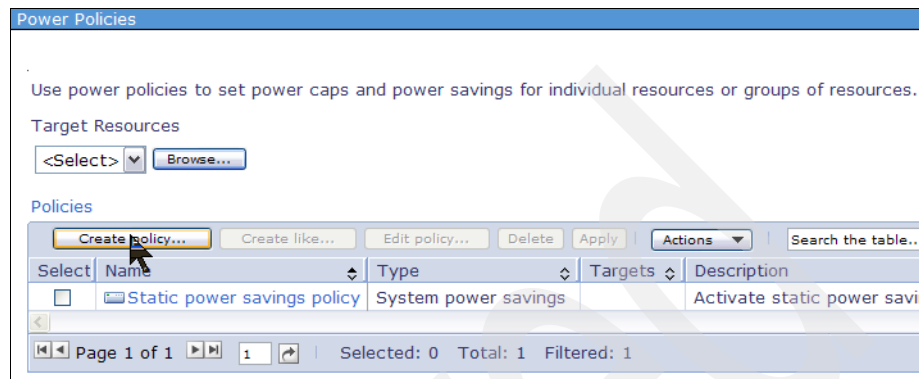 Power Policies
.
Use power policies to set power caps and power savings for individual resources or groups of resources.
Target Resources
<Select> Browse...
Policies
Create policy... Create like... Edit policy... Delete Apply Actions Search the table...
Select Name Type Targets Description
Static power savings policy System power savings Activate static power savi
Page 1 of 1 1 Selected: 0 Total: 1 Filtered: 1